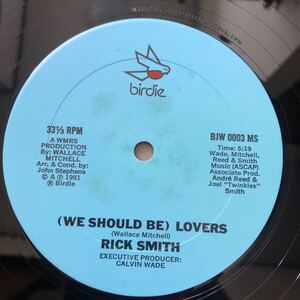 birdie
33⅓ RPM
A WMRS
PRODUCTION
By: WALLACE
MITCHELL
Arr. & Cond. by:
John Stephens
© & ℗ 1981
® Birdie
BJW 0003 MS
Time: 5:19
Wade, Mitchell,
Reed & Smith
Music (ASCAP)
Associate Prod.
André Reed &
Joel "Twinkles"
Smith
(WE SHOULD BE) LOVERS
(Wallace Mitchell)
RICK SMITH
EXECUTIVE PRODUCER:
CALVIN WADE